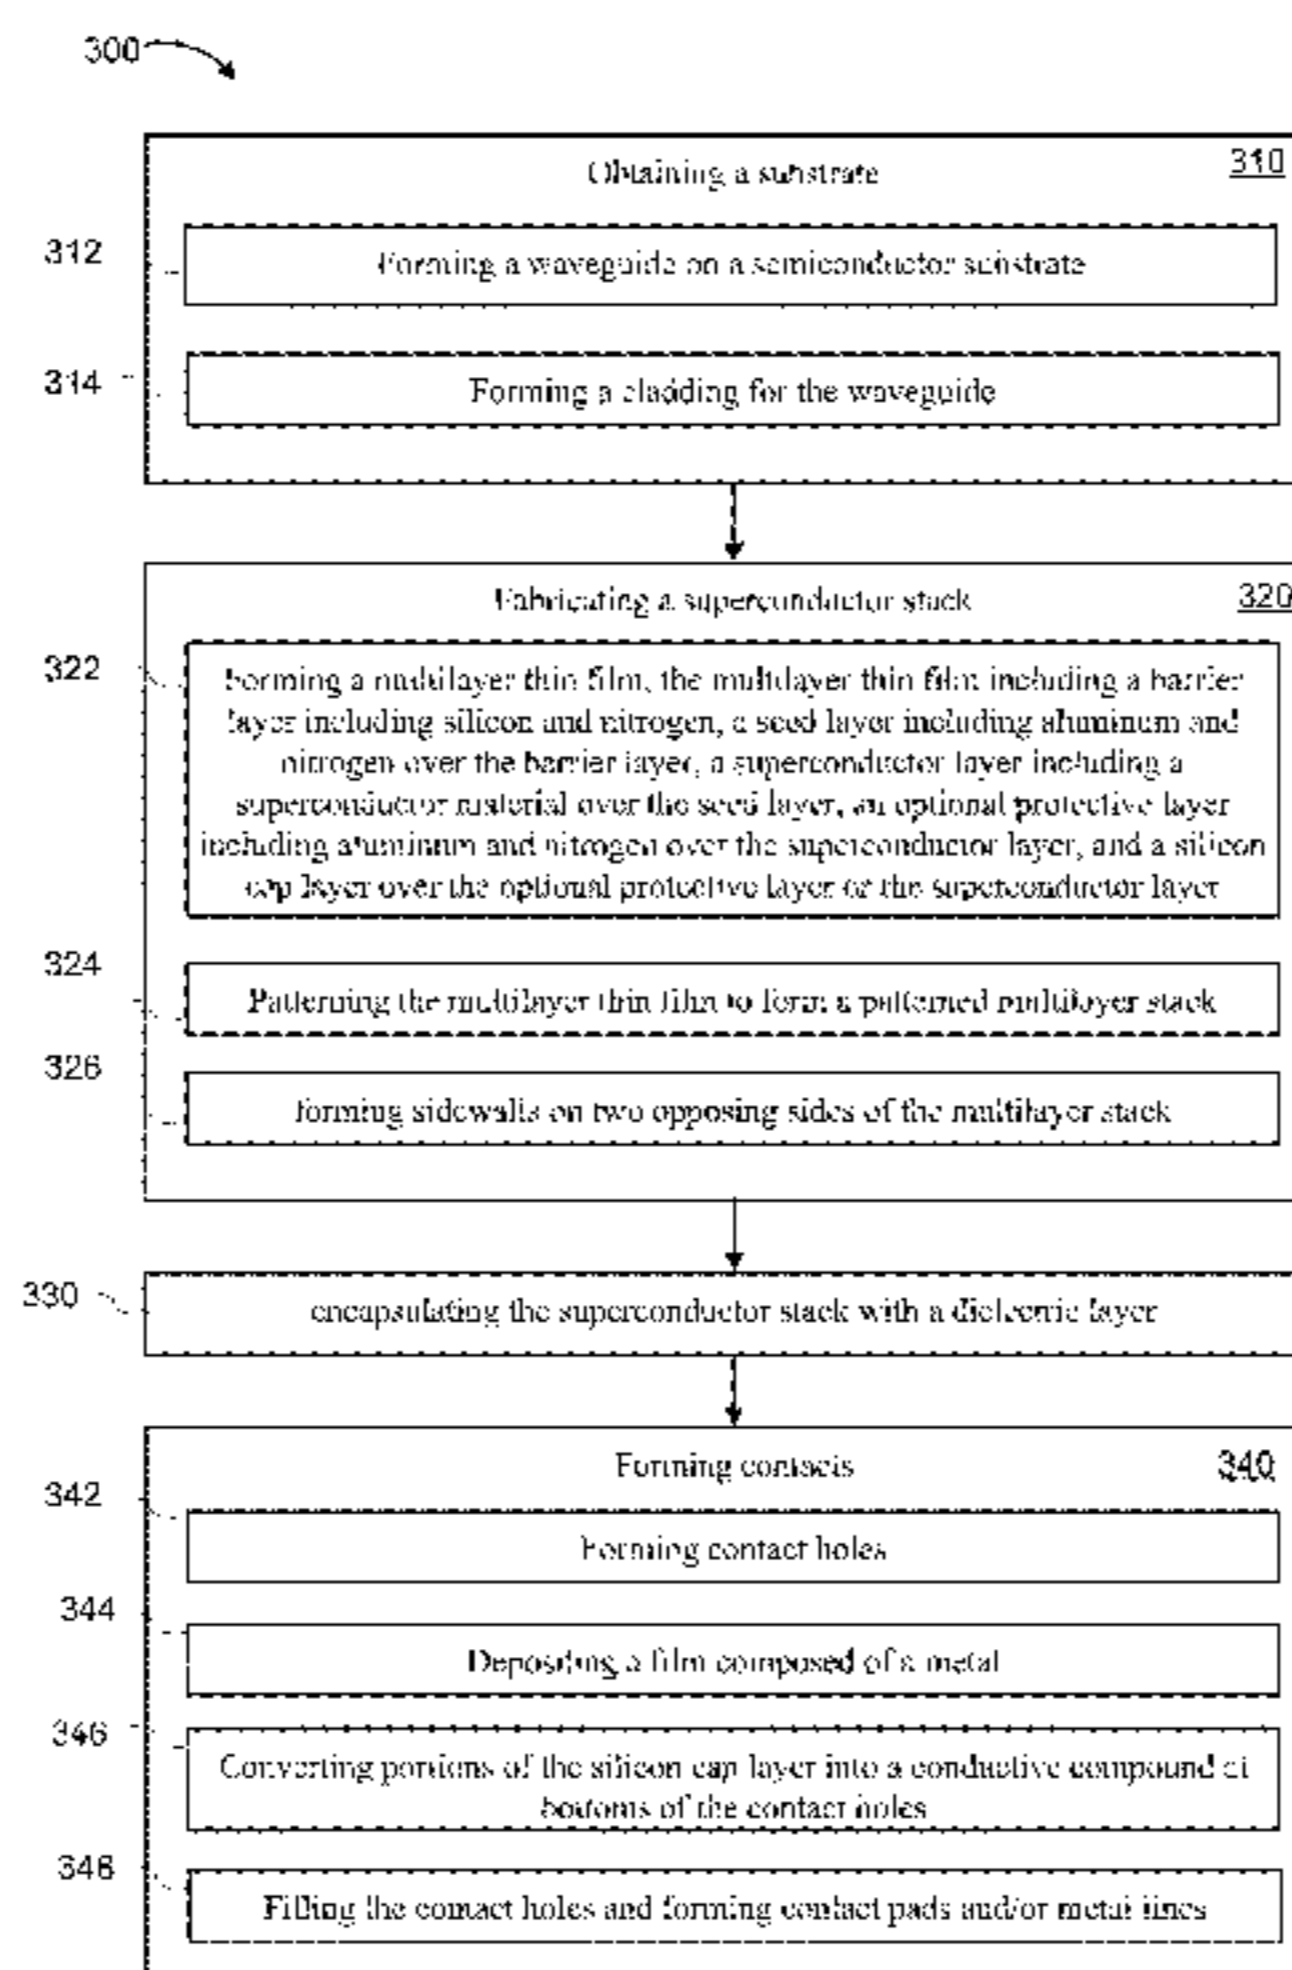 300
Obtaining a substrate 310
312
Forming a waveguide on a semiconductor substrate
314
Forming a cladding for the waveguide
Fabricating a superconductor stack 320
322
Forming a multilayer thin film, the multilayer thin film including a barrier
layer including silicon and nitrogen, a seed layer including aluminum and
nitrogen over the barrier layer, a superconductor layer including a
superconductor material over the seed layer, an optional protective layer
including aluminum and nitrogen over the superconductor layer, and a silicon
cap layer over the optional protective layer or the superconductor layer
324
Patterning the multilayer thin film to form a patterned multilayer stack
326
forming sidewalls on two opposing sides of the multilayer stack
330
encapsulating the superconductor stack with a dielectric layer
Forming contacts 340
342
Forming contact holes
344
Depositing a film composed of a metal
346
Converting portions of the silicon cap layer into a conductive compound at
bottoms of the contact holes
348
Filling the contact holes and forming contact pads and/or metal lines